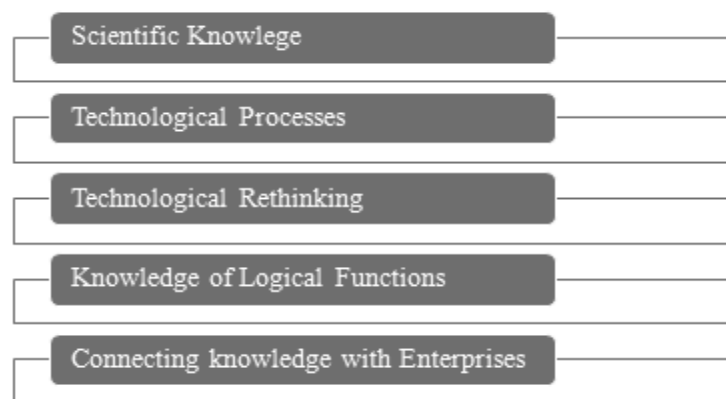 Scientific Knowlege
Technological Processes
Technological Rethinking
Knowledge of Logical Functions
Connecting knowledge with Enterprises